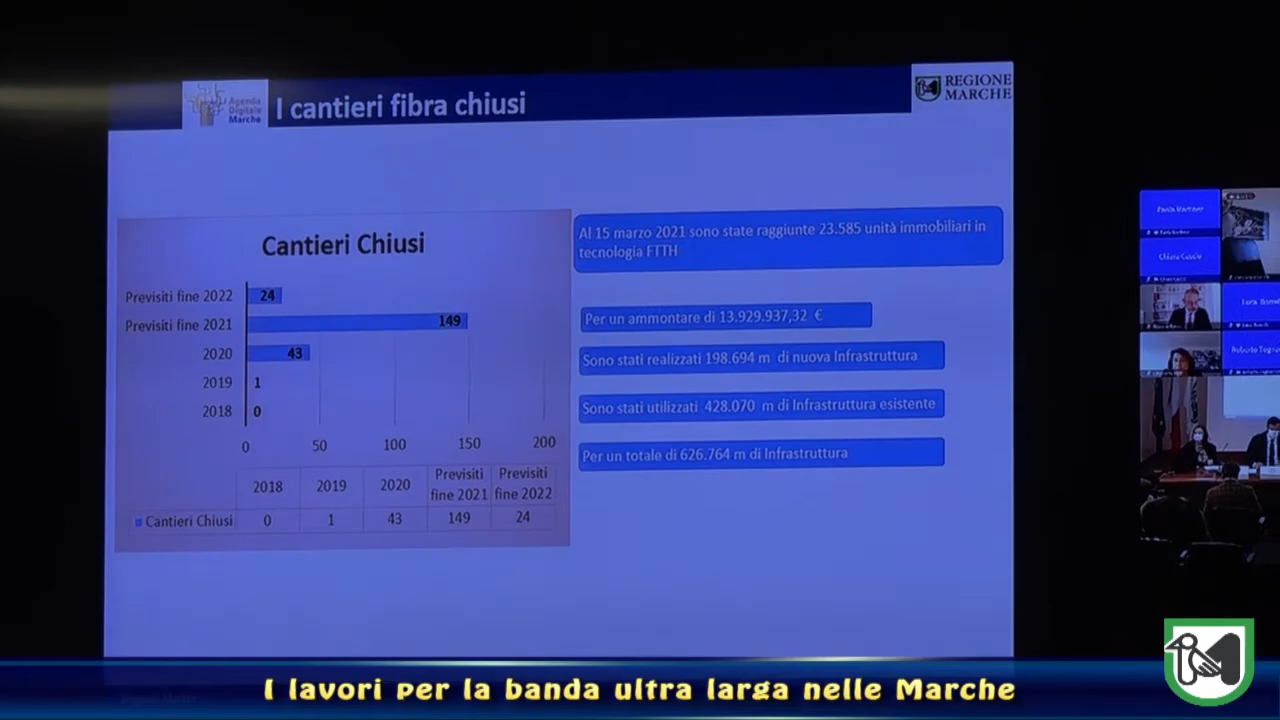 Agenda
Digitale
Marche
I cantieri fibra chiusi
REGIONE
MARCHE
Cantieri Chiusi
Previsiti fine 2022
24
Previsiti fine 2021
149
2020
43
2019
1
2018
0
0 50 100 150 200
2018 2019 2020 Previsiti fine 2021 Previsiti fine 2022
Cantieri Chiusi 0 1 43 149 24
Al 15 marzo 2021 sono state raggiunte 23.585 unità immobiliari in
tecnologia FTTH
Per un ammontare di 13.929.937,32 €
Sono stati realizzati 198.694 m di nuova Infrastruttura
Sono stati utilizzati 428.070 m di Infrastruttura esistente
Per un totale di 626.764 m di Infrastruttura
Chiara
Roberto
I lavori per la banda ultra larga nelle Marche